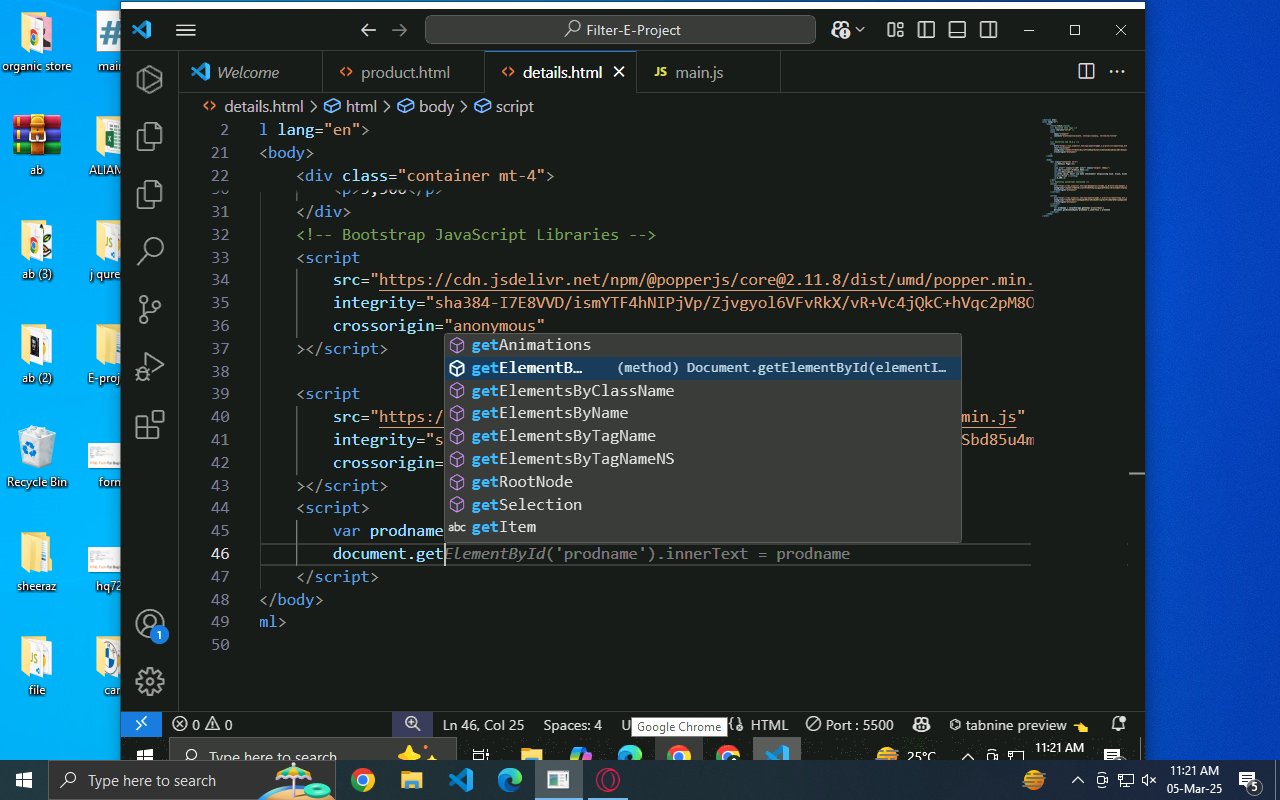 Filter-E-Project
Welcome
product.html
details.html
JS main.js
details.html > html > body > script
2 l lang="en">
21 <body>
22 <div class="container mt-4">
31 </div>
32 <!-- Bootstrap JavaScript Libraries -->
33 <script
34 src="https://cdn.jsdelivr.net/npm/@popperjs/core@2.11.8/dist/umd/popper.min.
35 integrity="sha384-I7E8VVD/ismYTF4hNIPjVp/Zjvgyol6VFvRkX/vR+Vc4jQkC+hVqc2pM8O
36 crossorigin="anonymous"
37 ></script>
38
39 <script
40 src="https:/ min.js"
41 integrity="s Sbd85u4m
42 crossorigin=
43 ></script>
44 <script>
45 var prodname
46 document.getElementById('prodname').innerText = prodname
47 </script>
48 </body>
49 ml>
50
getAnimations
getElementB… (method) Document.getElementById(elementI…
getElementsByClassName
getElementsByName
getElementsByTagName
getElementsByTagNameNS
getRootNode
getSelection
abc getItem
1
0 0
Ln 46, Col 25
Spaces: 4
U
Google Chrome
HTML
Port : 5500
tabnine preview
Type here to search
25°C
11:21 AM
organic store
main
ab
ALIAM
ab (3)
j qure
ab (2)
E-proj
Recycle Bin
form
sheeraz
hq72
file
car
Type here to search
11:21 AM
05-Mar-25
5